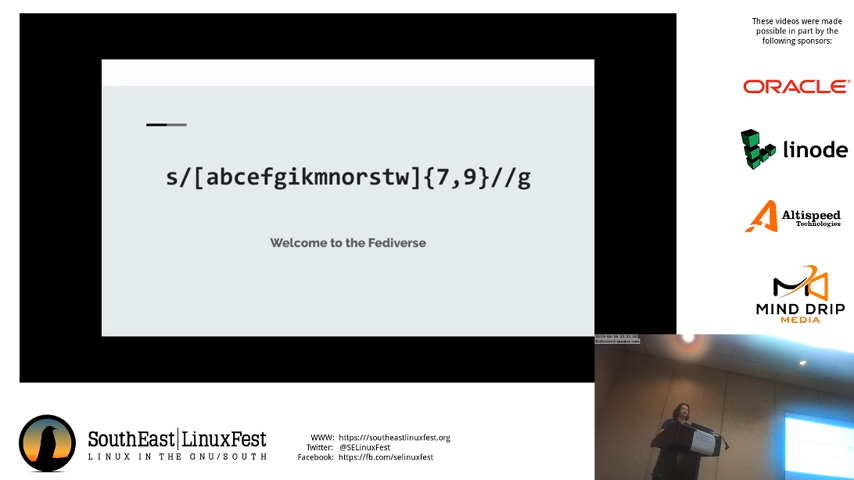 These videos were made
possible in part by the
following sponsors:
ORACLE
linode
Altispeed
Technologies
MIND DRIP
MEDIA
s/[abcefgikmnorstw]{7,9}//g
Welcome to the Fediverse
SouthEast LinuxFest
LINUX IN THE GNU/SOUTH
WWW: https:///southeastlinuxfest.org
Twitter: @SELinuxFest
Facebook: https://fb.com/selinuxfest